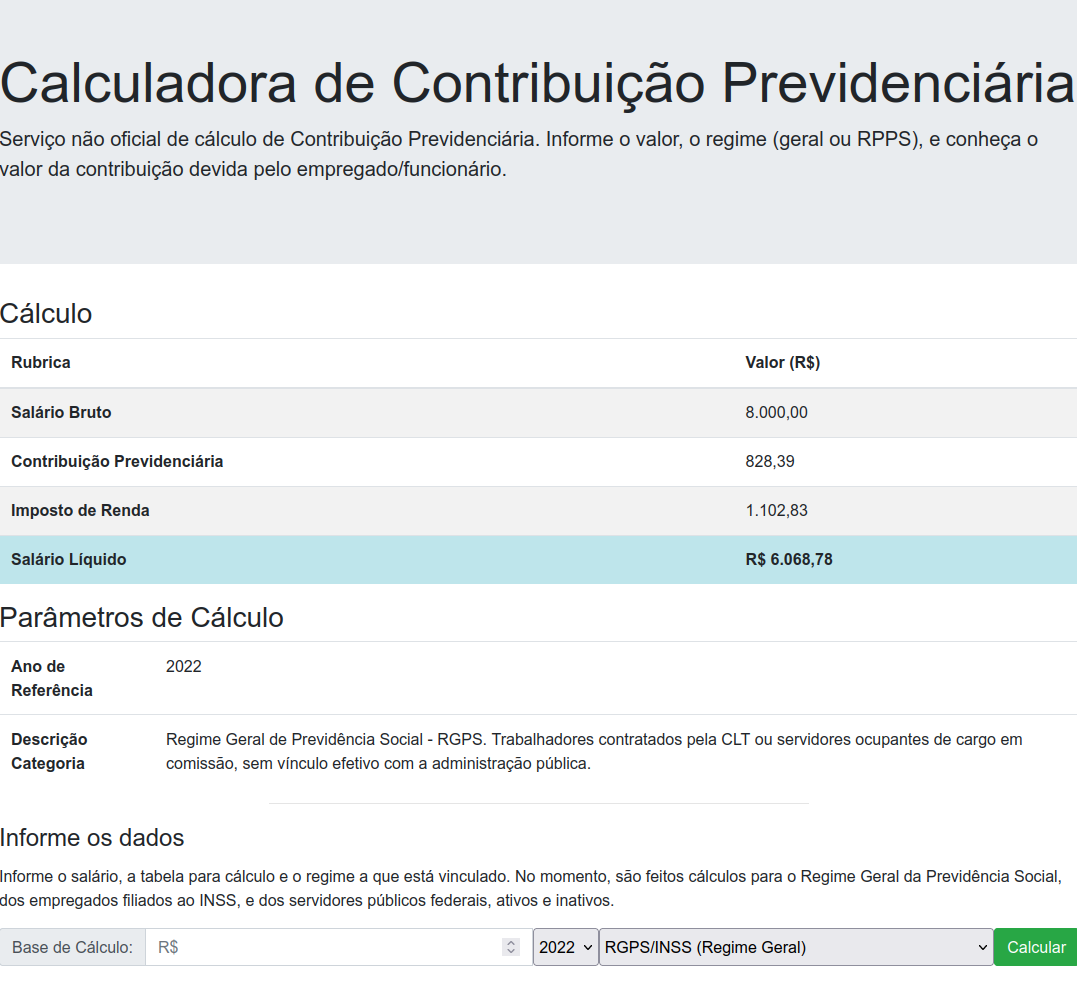 Calculadora de Contribuição Previdenciária
Serviço não oficial de cálculo de Contribuição Previdenciária. Informe o valor, o regime (geral ou RPPS), e conheça o
valor da contribuição devida pelo empregado/funcionário.
Cálculo
Rubrica Valor (R$)
Salário Bruto 8.000,00
Contribuição Previdenciária 828,39
Imposto de Renda 1.102,83
Salário Líquido R$ 6.068,78
Parâmetros de Cálculo
Ano de 2022
Referência
Descrição Regime Geral de Previdência Social - RGPS. Trabalhadores contratados pela CLT ou servidores ocupantes de cargo em
Categoria comissão, sem vínculo efetivo com a administração pública.
Informe os dados
Informe o salário, a tabela para cálculo e o regime a que está vinculado. No momento, são feitos cálculos para o Regime Geral da Previdência Social,
dos empregados filiados ao INSS, e dos servidores públicos federais, ativos e inativos.
Base de Cálculo: R$ 2022 RGPS/INSS (Regime Geral) Calcular